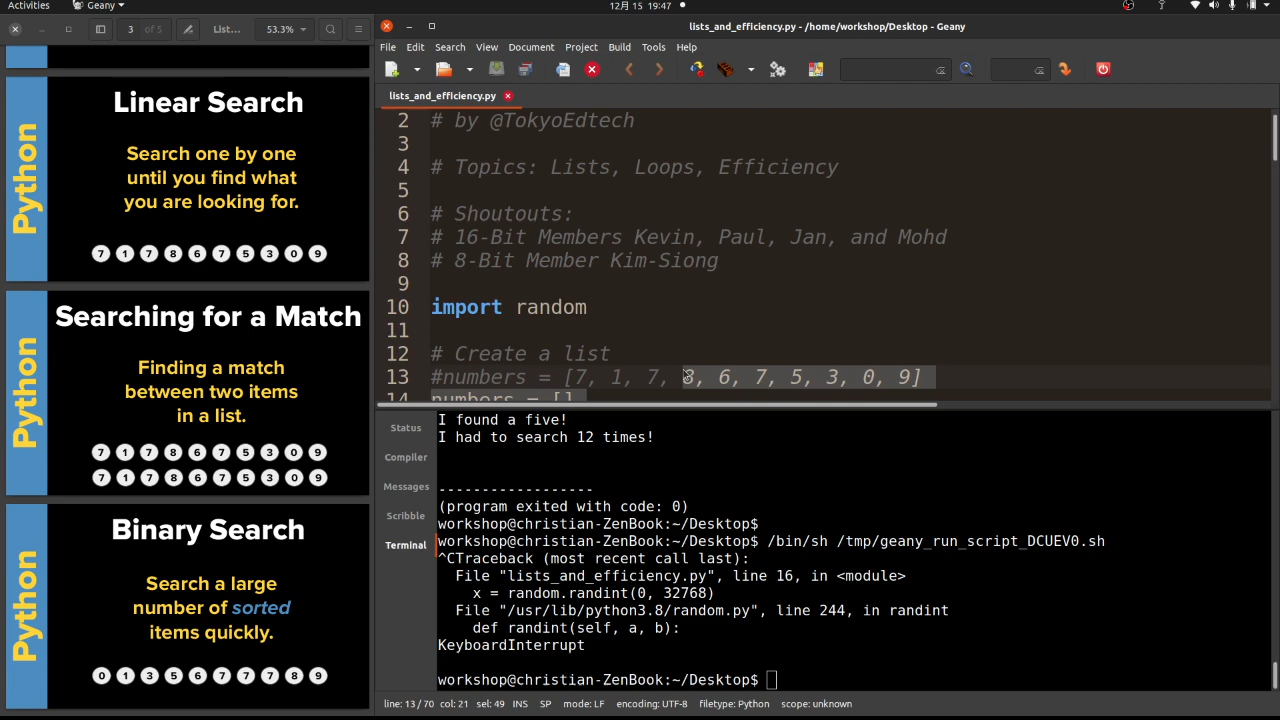 Activities
Geany
12月 15 19:47
3 of 5
List...
53.3%
lists_and_efficiency.py - /home/workshop/Desktop - Geany
File Edit Search View Document Project Build Tools Help
lists_and_efficiency.py
Python
Linear Search
Search one by one
until you find what
you are looking for.
7 1 7 8 6 7 5 3 0 9
Python
Searching for a Match
Finding a match
between two items
in a list.
7 1 7 8 6 7 5 3 0 9
7 1 7 8 6 7 5 3 0 9
Python
Binary Search
Search a large
number of sorted
items quickly.
0 1 3 5 6 7 7 7 8 9
2 # by @TokyoEdtech
3
4 # Topics: Lists, Loops, Efficiency
5
6 # Shoutouts:
7 # 16-Bit Members Kevin, Paul, Jan, and Mohd
8 # 8-Bit Member Kim-Siong
9
10 import random
11
12 # Create a list
13 #numbers = [7, 1, 7, 8, 6, 7, 5, 3, 0, 9]
14 numbers = []
Status
Compiler
Messages
Scribble
Terminal
I found a five!
I had to search 12 times!
------------------
(program exited with code: 0)
workshop@christian-ZenBook:~/Desktop$
workshop@christian-ZenBook:~/Desktop$ /bin/sh /tmp/geany_run_script_DCUEV0.sh
^CTraceback (most recent call last):
File "lists_and_efficiency.py", line 16, in <module>
x = random.randint(0, 32768)
File "/usr/lib/python3.8/random.py", line 244, in randint
def randint(self, a, b):
KeyboardInterrupt
workshop@christian-ZenBook:~/Desktop$
line: 13 / 70 col: 21 sel: 49 INS SP mode: LF encoding: UTF-8 filetype: Python scope: unknown